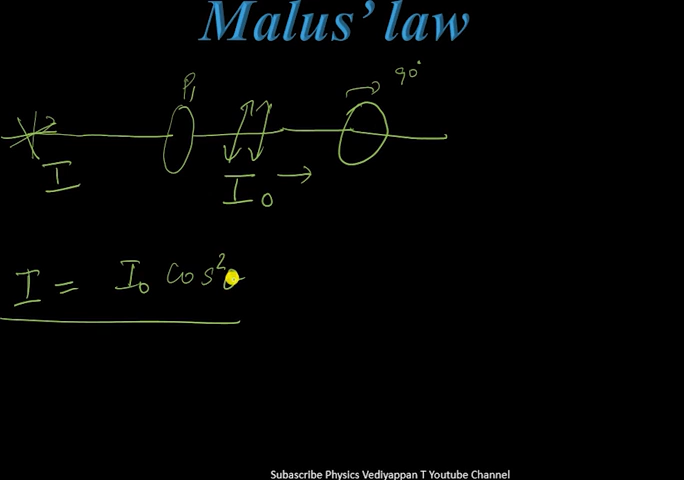 Malus' law
P₁
90°
I
I₀ →
I = I₀ cos²θ
Subascribe Physics Vediyappan T Youtube Channel